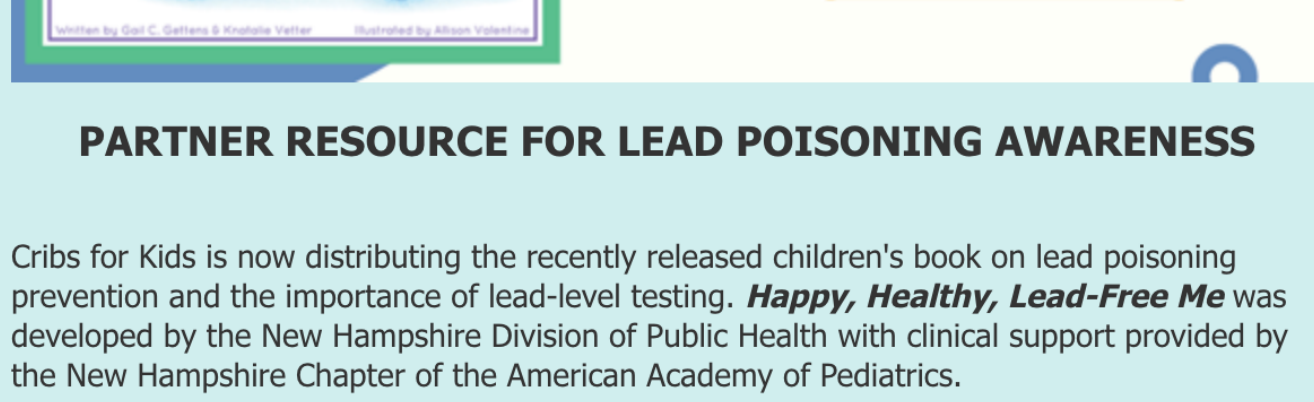 Written by Gail C. Gettens & Knatalie Vetter Illustrated by Allison Valentine
PARTNER RESOURCE FOR LEAD POISONING AWARENESS
Cribs for Kids is now distributing the recently released children's book on lead poisoning
prevention and the importance of lead-level testing. Happy, Healthy, Lead-Free Me was
developed by the New Hampshire Division of Public Health with clinical support provided by
the New Hampshire Chapter of the American Academy of Pediatrics.